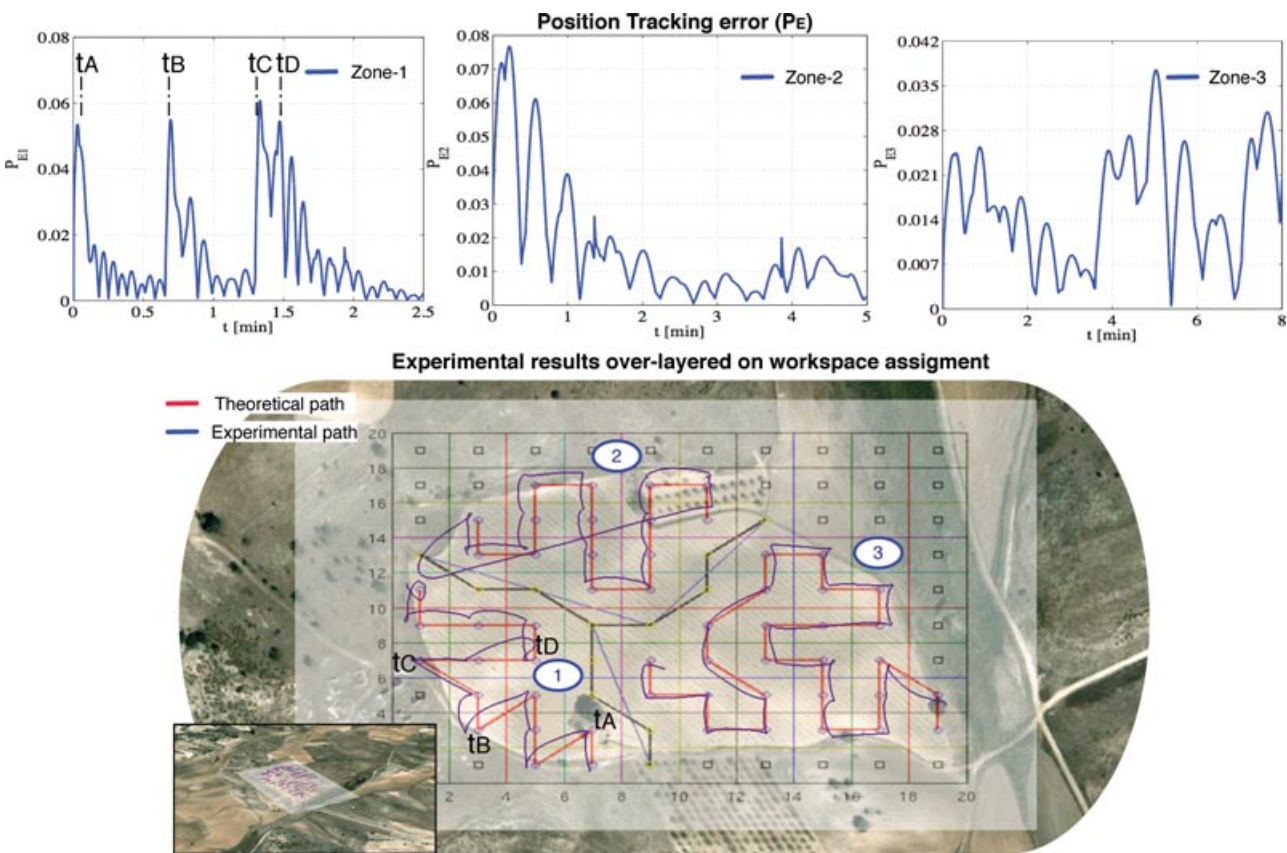 Position Tracking error (PE)
0.08
0.06
0.04
0.02
0
PE1
tA
tB
tC
tD
Zone-1
0
0.5
1
1.5
2
2.5
t [min]
0.08
0.07
0.06
0.05
0.04
0.03
0.02
0.01
0
PE2
Zone-2
0
1
2
3
4
5
t [min]
0.042
0.035
0.028
0.021
0.014
0.007
0
PE3
Zone-3
0
2
4
6
8
t [min]
Experimental results over-layered on workspace assigment
Theoretical path
Experimental path
20
18
16
14
12
11
10
8
6
5
4
2
3
1
tD
tC
tA
tB
2
4
6
8
10
12
14
16
18
20